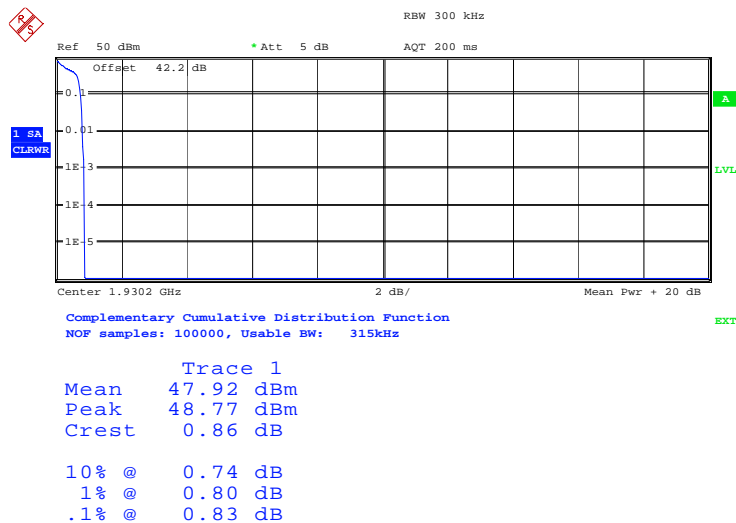 RBW 300 kHz
Ref 50 dBm * Att 5 dB AQT 200 ms
Offset 42.2 dB
0.1
A
0.01
1 SA
CLRWR
1E-3
LVL
1E-4
1E-5
Center 1.9302 GHz 2 dB/ Mean Pwr + 20 dB
Complementary Cumulative Distribution Function
EXT
NOF samples: 100000, Usable BW: 315kHz
Trace 1
Mean 47.92 dBm
Peak 48.77 dBm
Crest 0.86 dB
10% @ 0.74 dB
1% @ 0.80 dB
.1% @ 0.83 dB
R
S